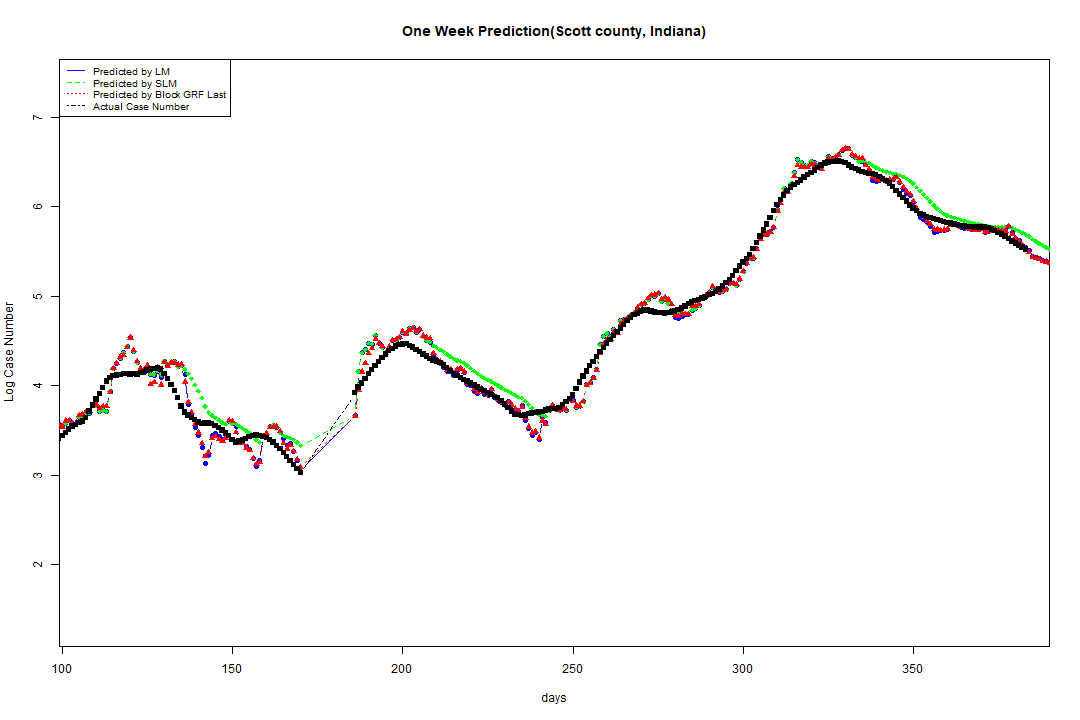 One Week Prediction(Scott county, Indiana)
Predicted by LM
Predicted by SLM
Predicted by Block GRF Last
Actual Case Number
7
6
5
4
3
2
Log Case Number
100 150 200 250 300 350
days